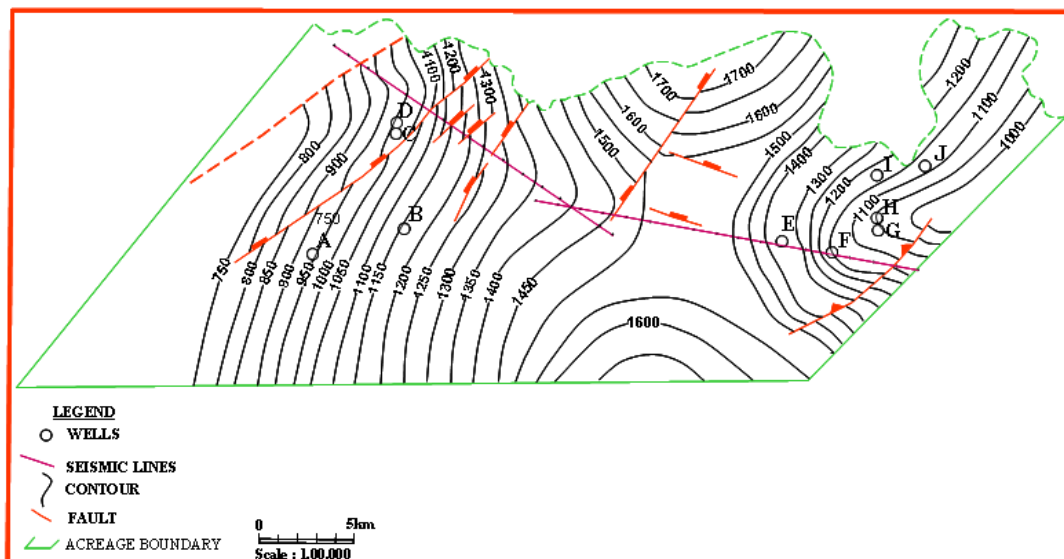 1100
1200
1300
1700
1700
1600
1600
1500
1500
1400
1300
1200
1100
1200
1100
1000
800
900
D
C
B
A
E
F
I
J
H
G
750
750
800
850
800
950
1000
1050
1100
1150
1200
1250
1300
1350
1400
1450
1600
LEGEND
WELLS
SEISMIC LINES
CONTOUR
FAULT
ACREAGE BOUNDARY
0 5km
Scale : 1,00,000